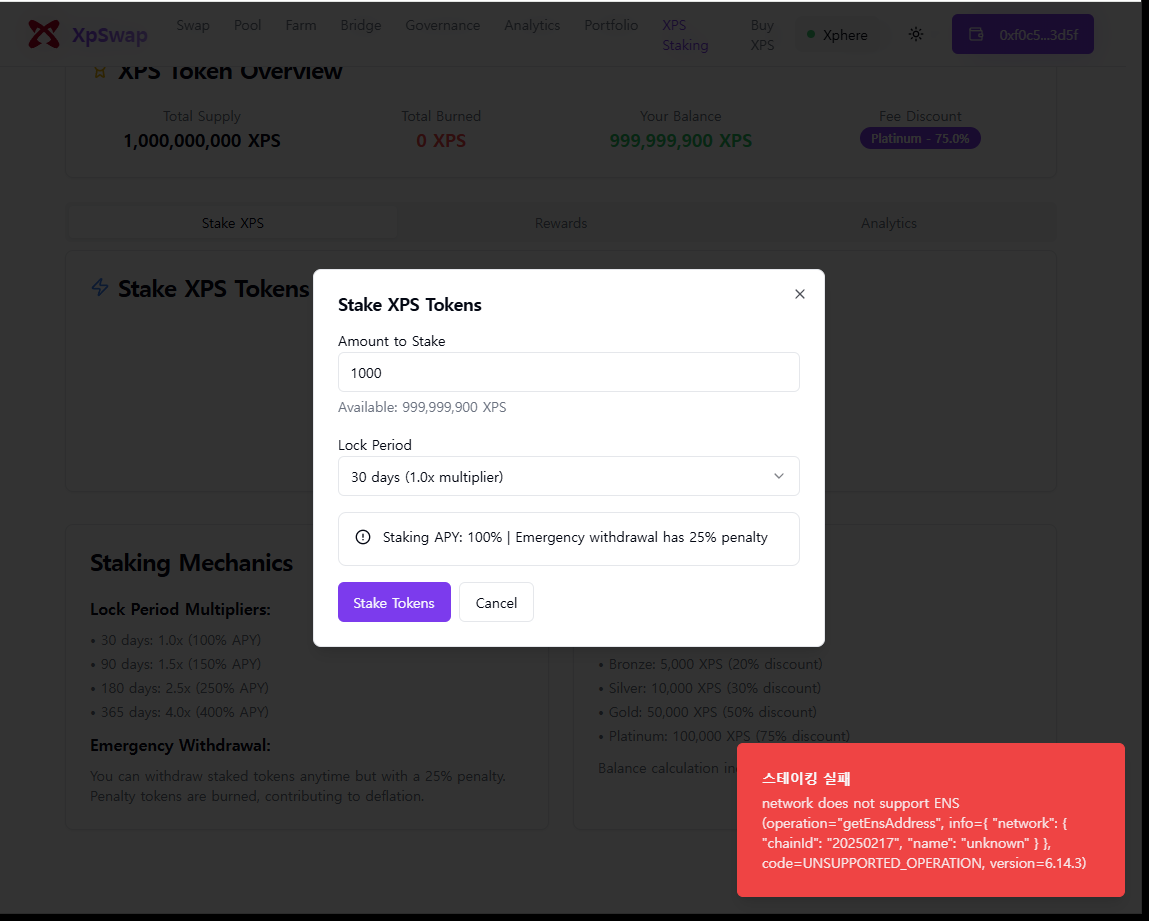 XpSwap
Swap
Pool
Farm
Bridge
Governance
Analytics
Portfolio
XPS
Staking
Buy
XPS
Xphere
0xf0c5...3d5f
XPS Token Overview
Total Supply
1,000,000,000 XPS
Total Burned
0 XPS
Your Balance
999,999,900 XPS
Fee Discount
Platinum - 75.0%
Stake XPS
Rewards
Analytics
Stake XPS Tokens
Stake XPS Tokens
Amount to Stake
1000
Available: 999,999,900 XPS
Lock Period
30 days (1.0x multiplier)
Staking APY: 100% | Emergency withdrawal has 25% penalty
Stake Tokens
Cancel
Staking Mechanics
Lock Period Multipliers:
• 30 days: 1.0x (100% APY)
• 90 days: 1.5x (150% APY)
• 180 days: 2.5x (250% APY)
• 365 days: 4.0x (400% APY)
Emergency Withdrawal:
You can withdraw staked tokens anytime but with a 25% penalty.
Penalty tokens are burned, contributing to deflation.
• Bronze: 5,000 XPS (20% discount)
• Silver: 10,000 XPS (30% discount)
• Gold: 50,000 XPS (50% discount)
• Platinum: 100,000 XPS (75% discount)
Balance calculation in
스테이킹 실패
network does not support ENS
(operation="getEnsAddress", info={ "network": {
"chainId": "20250217", "name": "unknown" } },
code=UNSUPPORTED_OPERATION, version=6.14.3)